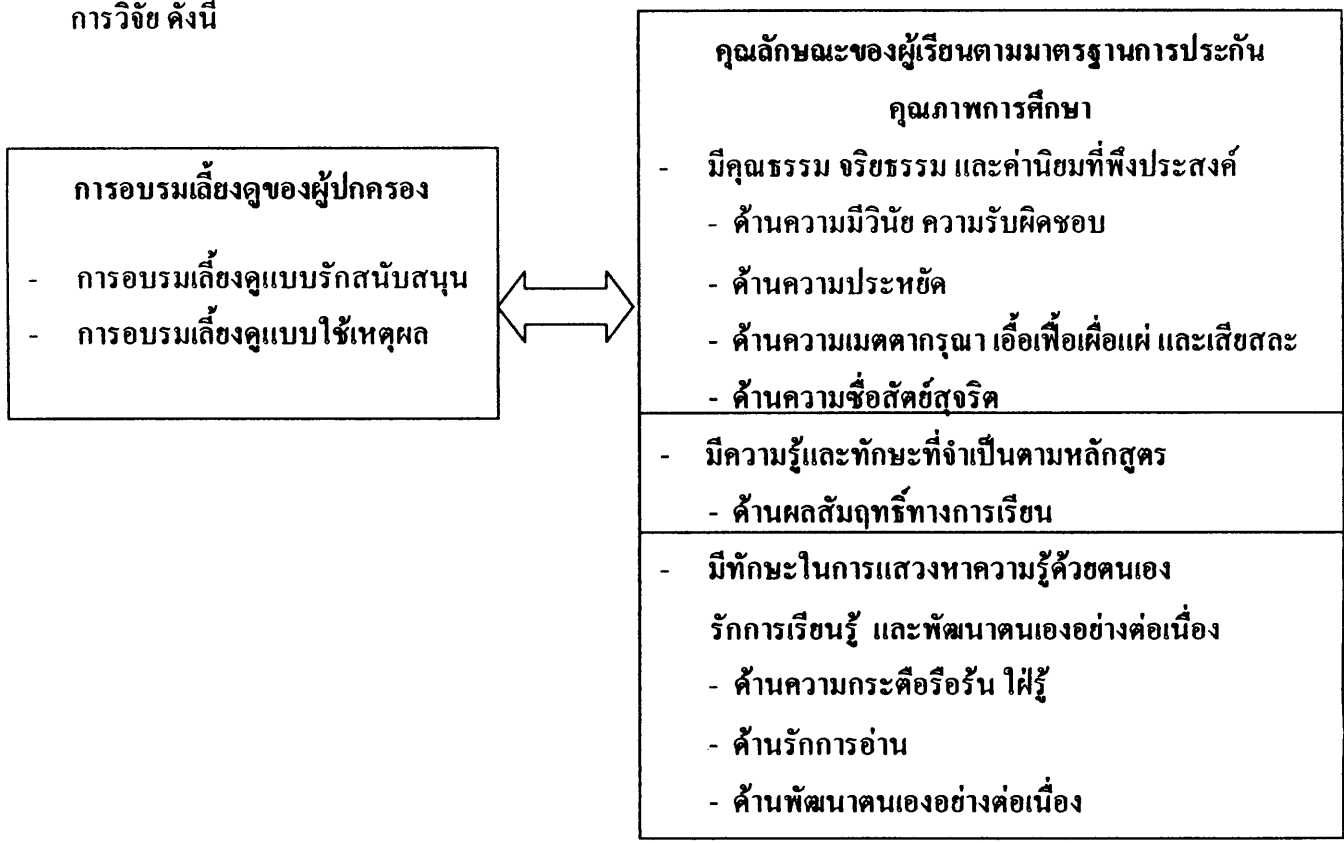 การวิจัย ดังนี้
การอบรมเลี้ยงดูของผู้ปกครอง
- การอบรมเลี้ยงดูแบบรักสนับสนุน
- การอบรมเลี้ยงดูแบบใช้เหตุผล
คุณลักษณะของผู้เรียนตามมาตรฐานการประกัน
คุณภาพการศึกษา
- มีคุณธรรม จริยธรรม และค่านิยมที่พึงประสงค์
- ด้านความมีวินัย ความรับผิดชอบ
- ด้านความประหยัด
- ด้านความเมตตากรุณา เอื้อเฟื้อเผื่อแผ่ และเสียสละ
- ด้านความซื่อสัตย์สุจริต
- มีความรู้และทักษะที่จำเป็นตามหลักสูตร
- ด้านผลสัมฤทธิ์ทางการเรียน
- มีทักษะในการแสวงหาความรู้ด้วยตนเอง
รักการเรียนรู้ และพัฒนาตนเองอย่างต่อเนื่อง
- ด้านความกระตือรือร้น ใฝ่รู้
- ด้านรักการอ่าน
- ด้านพัฒนาตนเองอย่างต่อเนื่อง